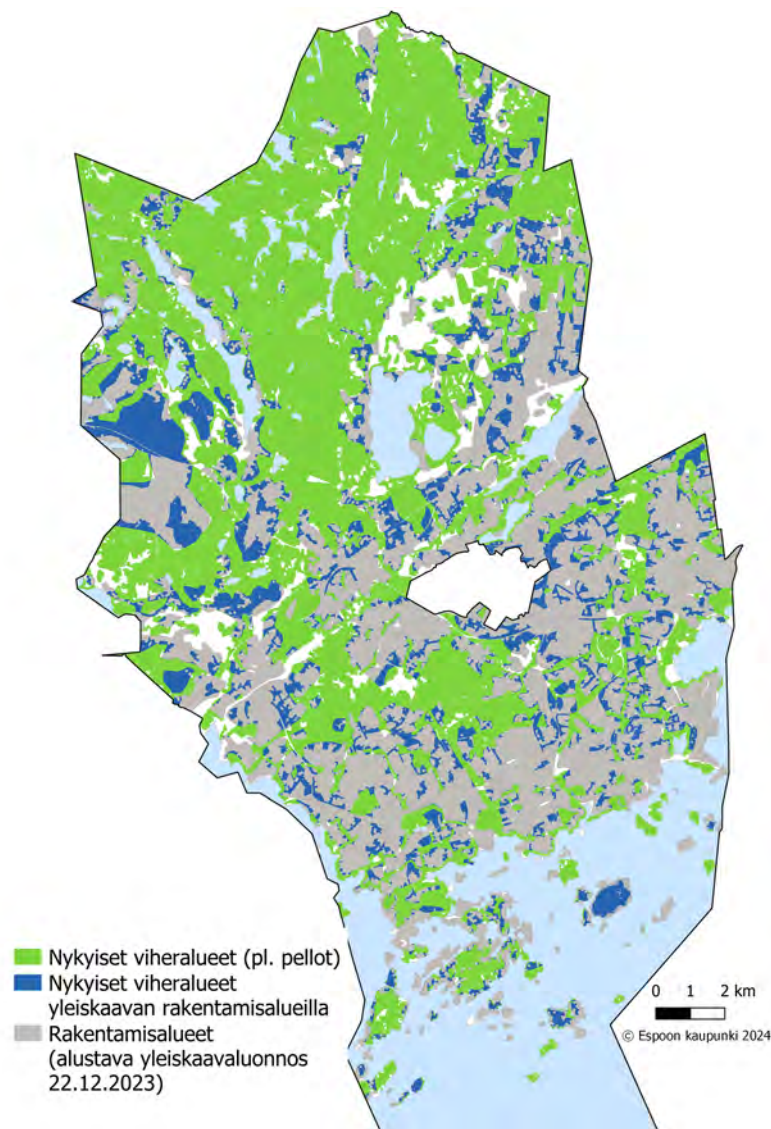 Nykyiset viheralueet (pl. pellot)
Nykyiset viheralueet
yleiskaavan rakentamisalueilla
Rakentamisalueet
(alustava yleiskaavaluonnos
22.12.2023)
0 1 2 km
© Espoon kaupunki 2024